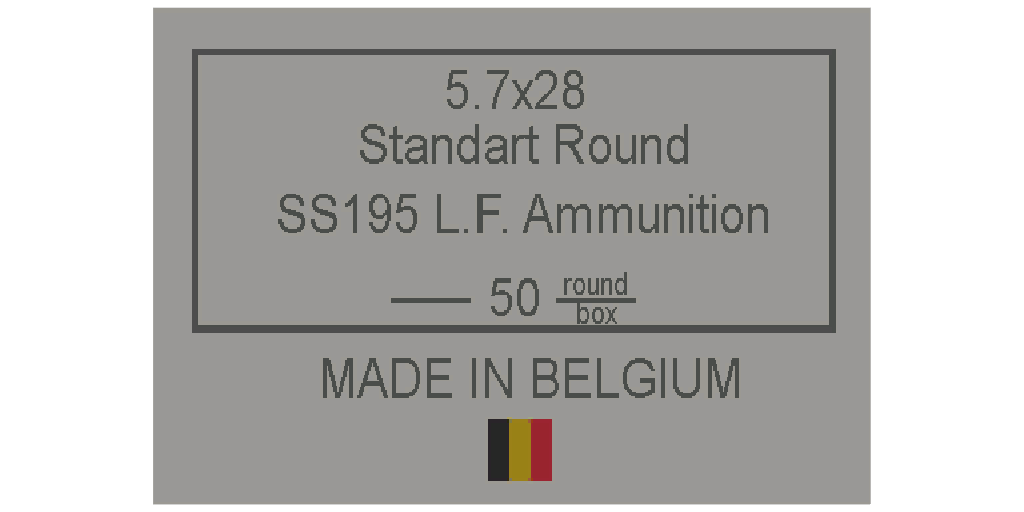 5.7x28
Standart Round
SS195 L.F. Ammunition
50 round
box
MADE IN BELGIUM